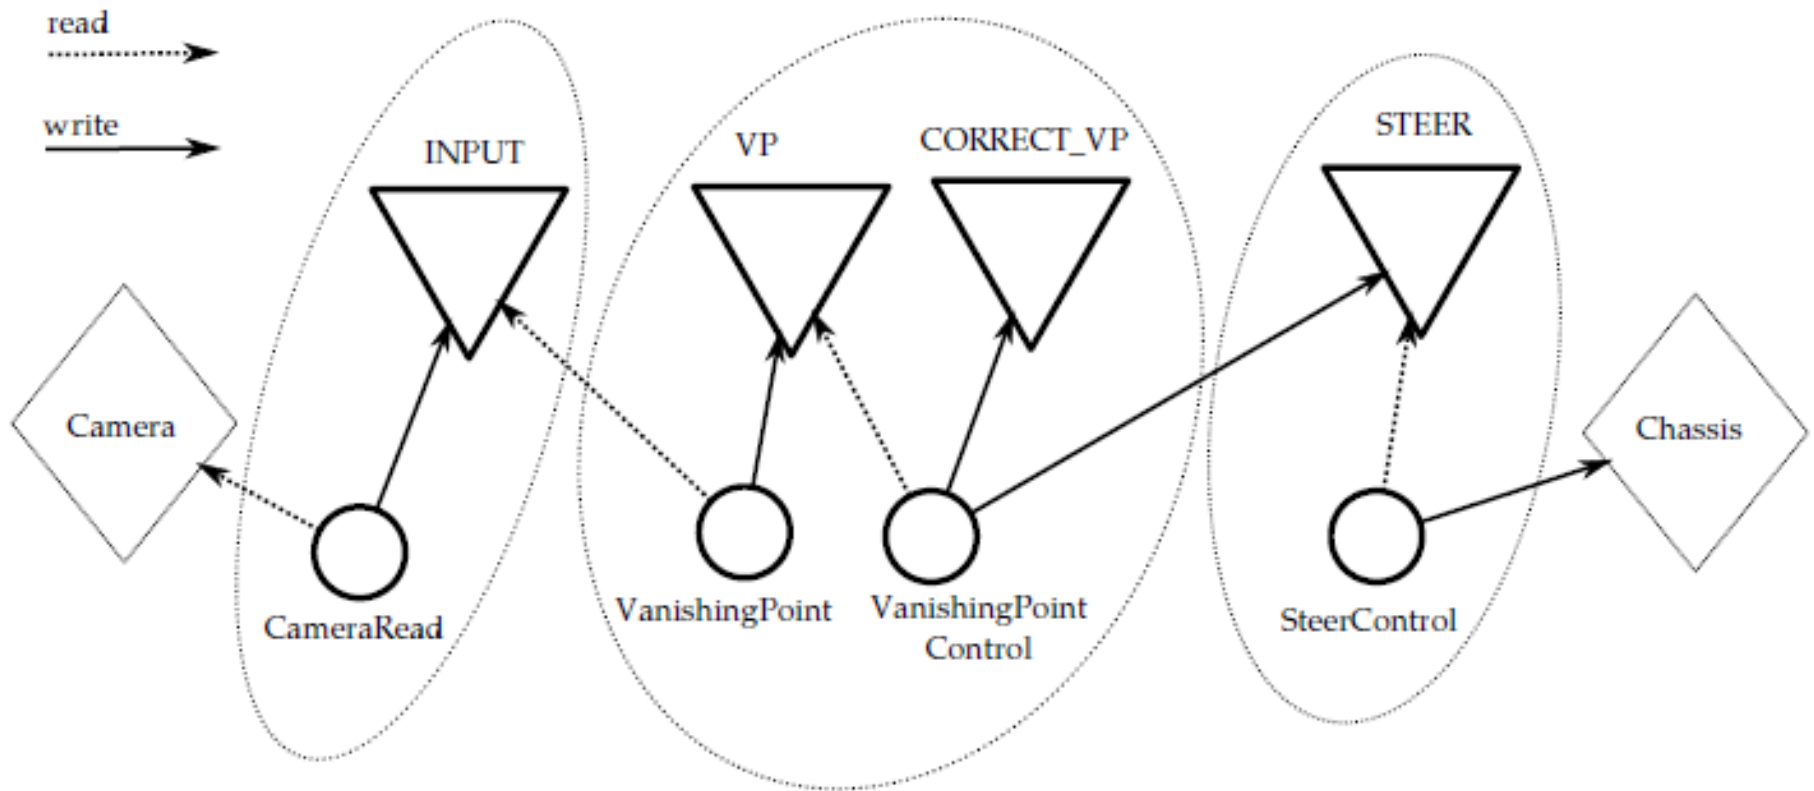 read
write
INPUT
VP
CORRECT_VP
STEER
Camera
Chassis
CameraRead
VanishingPoint
VanishingPoint
Control
SteerControl